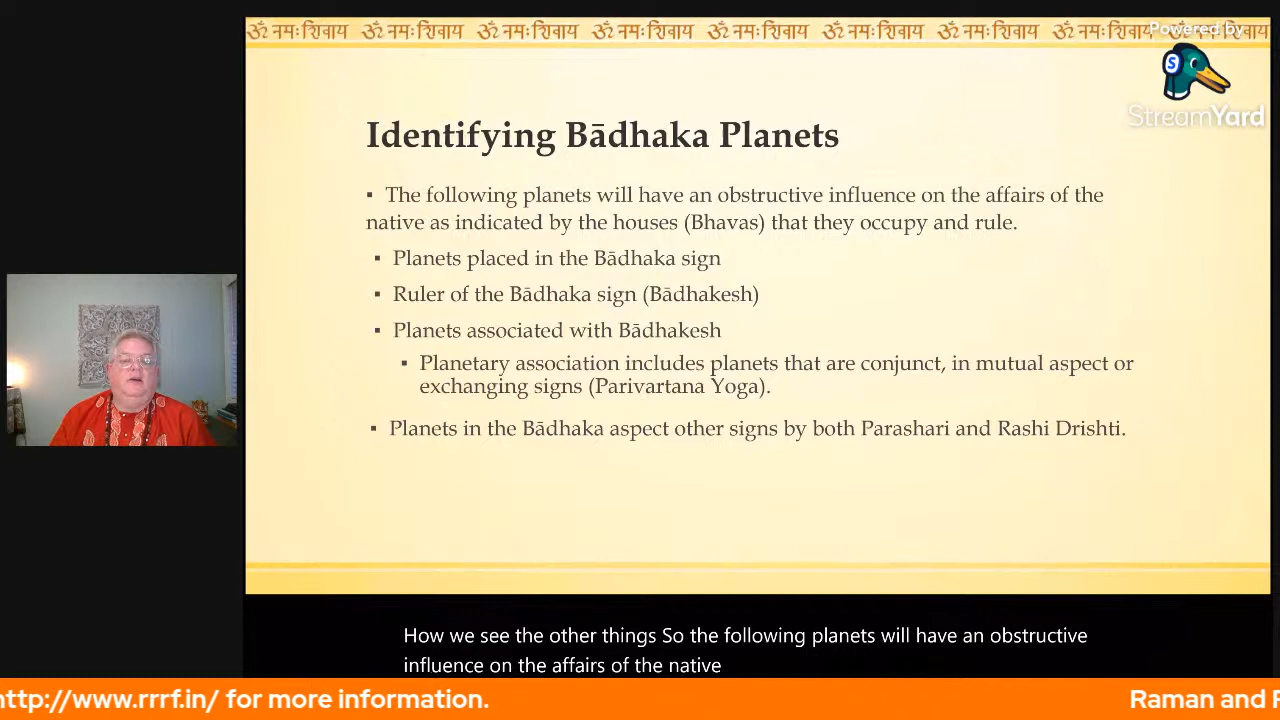 ॐ नमः शिवाय ॐ नमः शिवाय ॐ नमः शिवाय ॐ नमः शिवाय ॐ नमः शिवाय ॐ नमः शिवाय ॐ नमः शिवाय ॐ नमः शिवाय ॐ नमः शिवाय
Powered by
S
StreamYard
Identifying Bādhaka Planets
▪ The following planets will have an obstructive influence on the affairs of the
native as indicated by the houses (Bhavas) that they occupy and rule.
▪ Planets placed in the Bādhaka sign
▪ Ruler of the Bādhaka sign (Bādhakesh)
▪ Planets associated with Bādhakesh
▪ Planetary association includes planets that are conjunct, in mutual aspect or
exchanging signs (Parivartana Yoga).
▪ Planets in the Bādhaka aspect other signs by both Parashari and Rashi Drishti.
How we see the other things So the following planets will have an obstructive
influence on the affairs of the native
http://www.rrrf.in/ for more information. Raman and